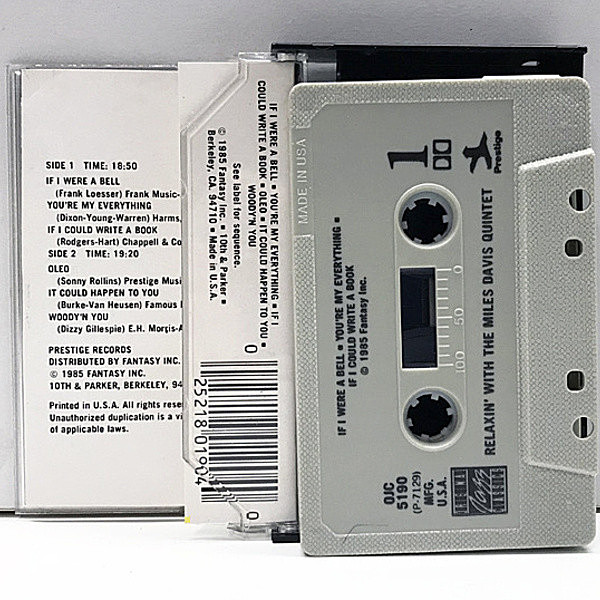 SIDE 1 TIME: 18:50
IF I WERE A BELL
(Frank Loesser) Frank Music-
YOU'RE MY EVERYTHING
(Dixon-Young-Warren) Harms,
IF I COULD WRITE A BOOK
(Rodgers-Hart) Chappell & Co
SIDE 2 TIME: 19:20
OLEO
(Sonny Rollins) Prestige Musi
IT COULD HAPPEN TO YOU
(Burke-Van Heusen) Famous
WOODY'N YOU
(Dizzy Gillespie) E.H. Morris-
PRESTIGE RECORDS
DISTRIBUTED BY FANTASY INC.
© 1985 FANTASY INC.
10TH & PARKER, BERKELEY, 94
Printed in U.S.A. All rights rese
Unauthorized duplication is a vi
of applicable laws.
IF I WERE A BELL ■ YOU'RE MY EVERYTHING ■ IF I
COULD WRITE A BOOK ■ OLEO ■ IT COULD HAPPEN TO YOU ■
WOODY'N YOU
See label for sequence.
© 1985 Fantasy Inc. ■ 10th & Parker ■
Berkeley, CA. 94710 ■ Made in U.S.A.
0 25218 01904 0
MADE IN USA
1
Prestige
IF I WERE A BELL ■ YOU'RE MY EVERYTHING ■
IF I COULD WRITE A BOOK
© 1985 Fantasy Inc.
0 50 100
RELAXIN' WITH THE MILES DAVIS QUINTET
OJC
5190
(P-7129)
MFG.
U.S.A.
ORIGINAL
Jazz
CLASSICS